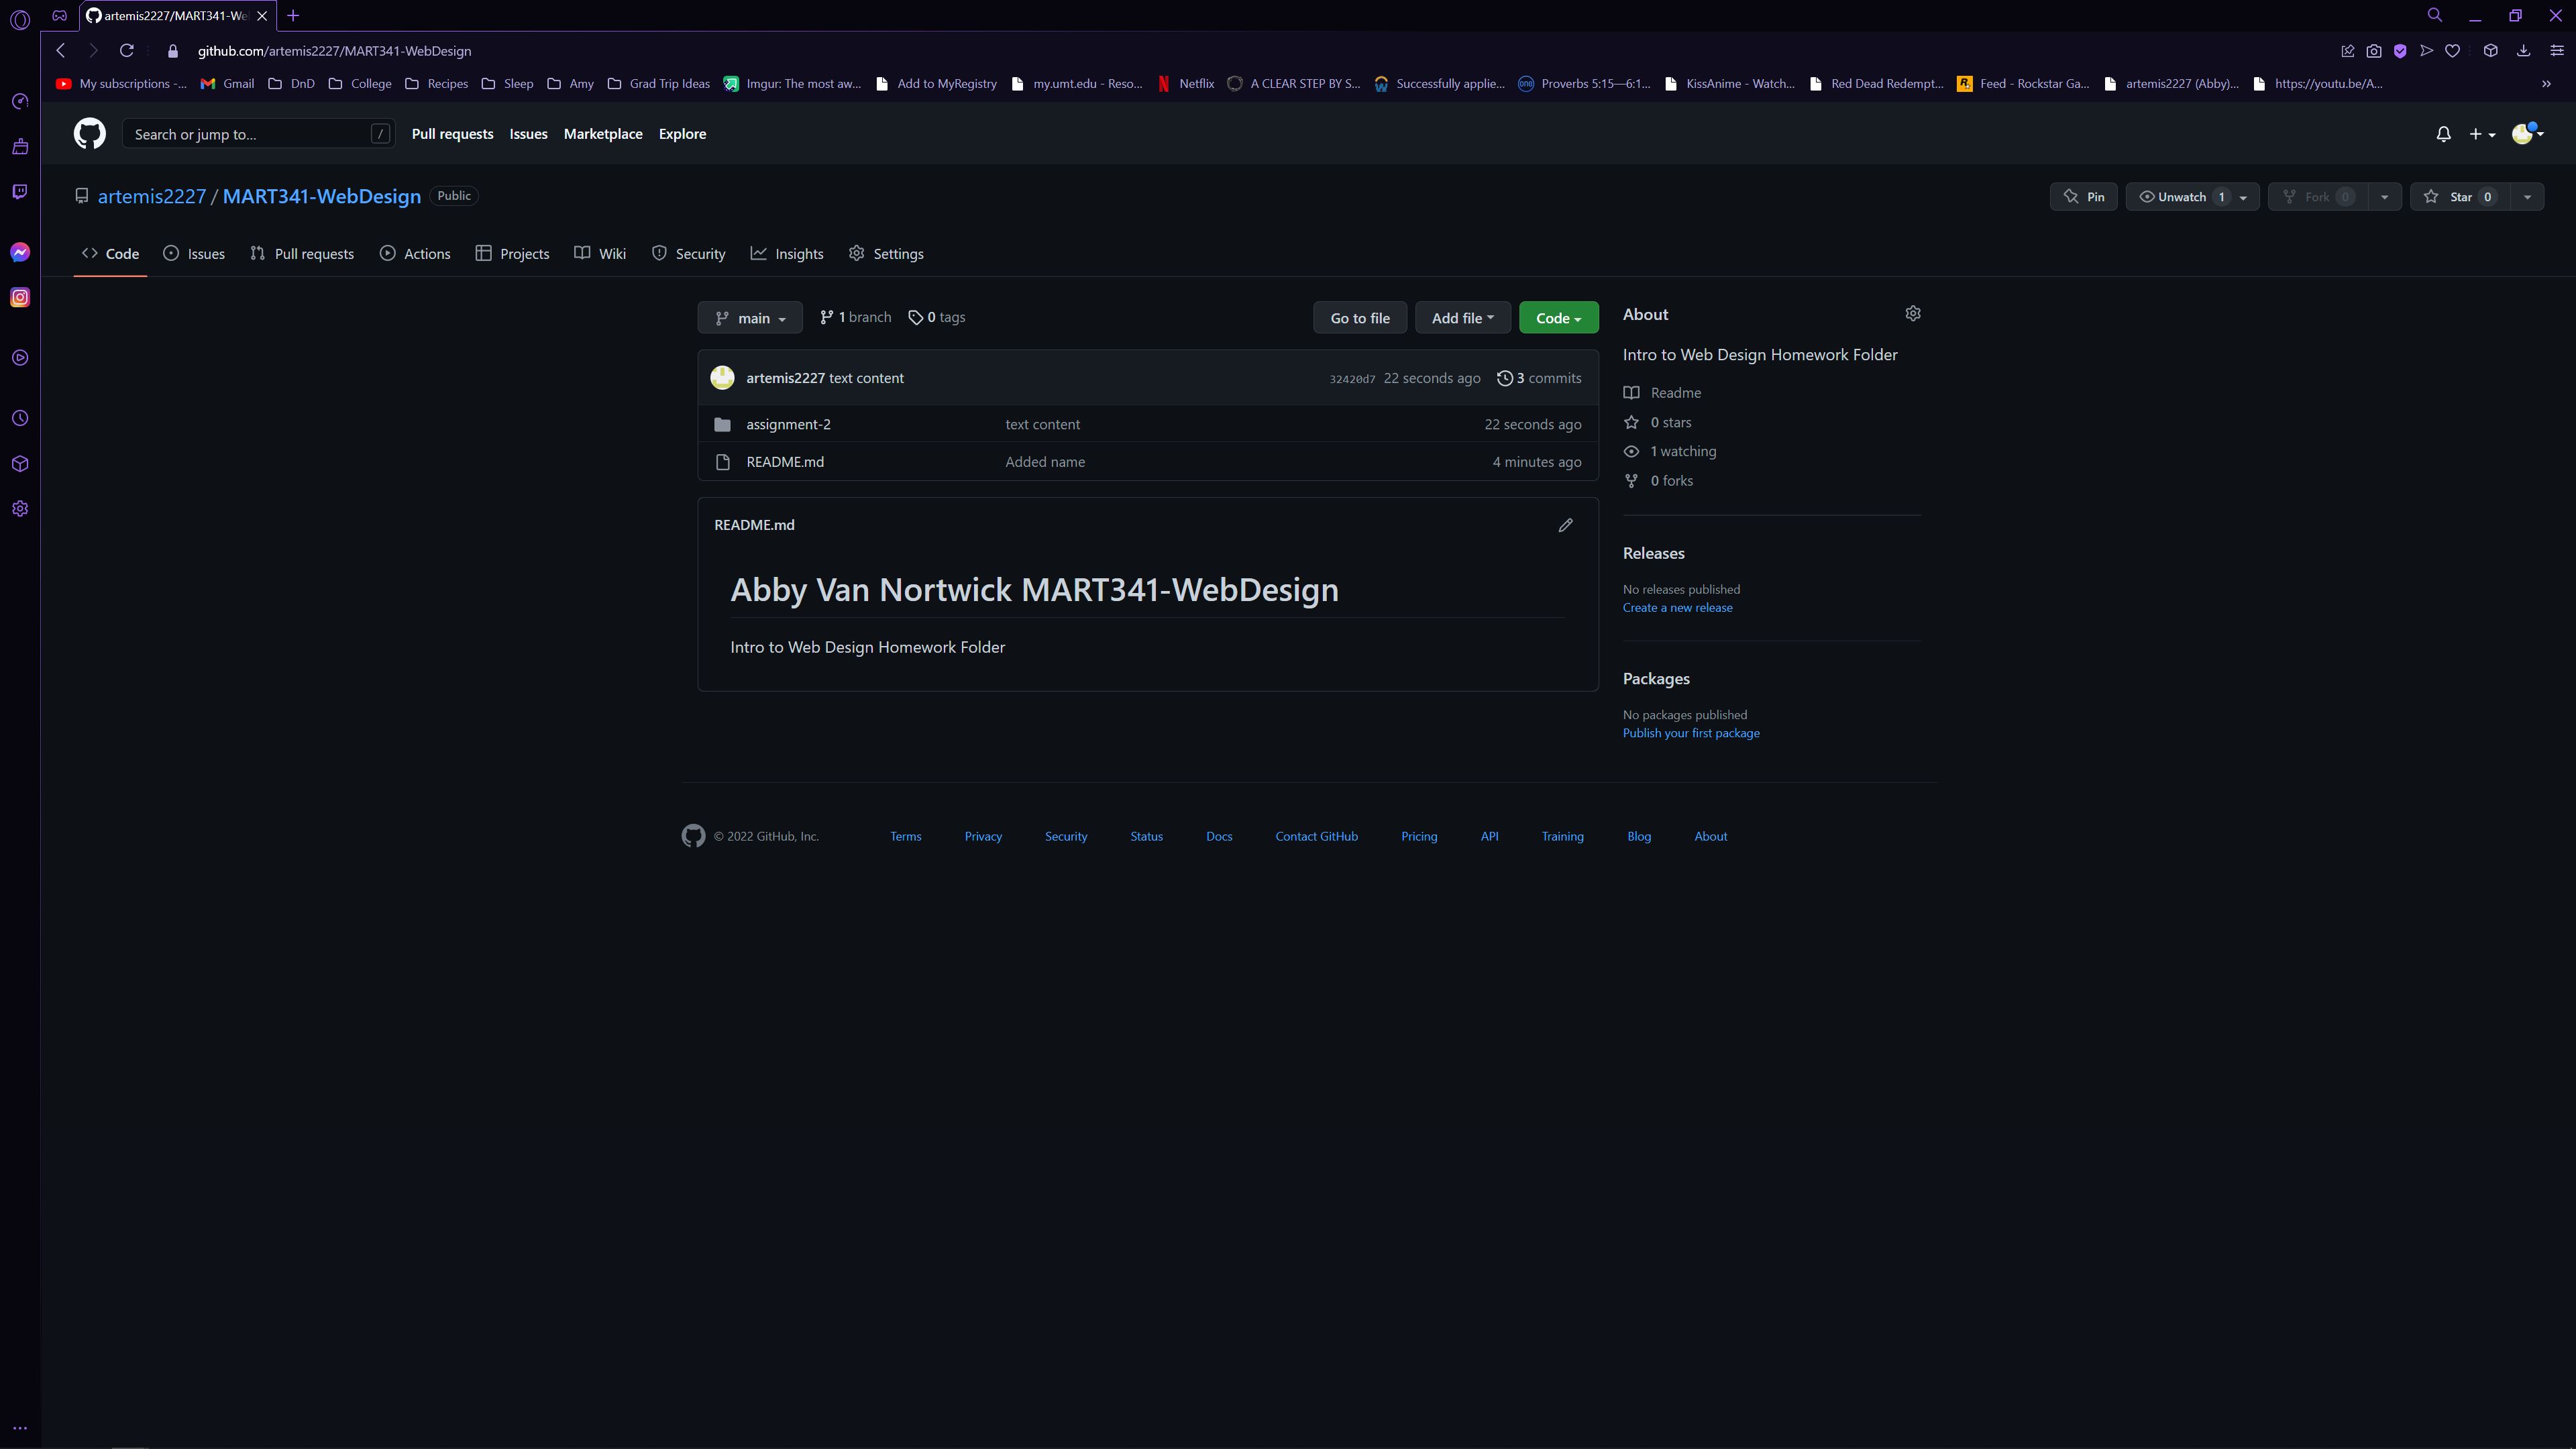 artemis2227/MART341-We
github.com/artemis2227/MART341-WebDesign
My subscriptions -... Gmail DnD College Recipes Sleep Amy Grad Trip Ideas Imgur: The most aw... Add to MyRegistry my.umt.edu - Reso... Netflix A CLEAR STEP BY S... Successfully applie... Proverbs 5:15—6:1... KissAnime - Watch... Red Dead Redempt... Feed - Rockstar Ga... artemis2227 (Abby)... https://youtu.be/A... »
Search or jump to... / Pull requests Issues Marketplace Explore
artemis2227 / MART341-WebDesign Public Pin Unwatch 1 Fork 0 Star 0
Code Issues Pull requests Actions Projects Wiki Security Insights Settings
main 1 branch 0 tags Go to file Add file Code
artemis2227 text content 32420d7 22 seconds ago 3 commits
assignment-2 text content 22 seconds ago
README.md Added name 4 minutes ago
README.md
Abby Van Nortwick MART341-WebDesign
Intro to Web Design Homework Folder
About
Intro to Web Design Homework Folder
Readme
0 stars
1 watching
0 forks
Releases
No releases published
Create a new release
Packages
No packages published
Publish your first package
© 2022 GitHub, Inc. Terms Privacy Security Status Docs Contact GitHub Pricing API Training Blog About